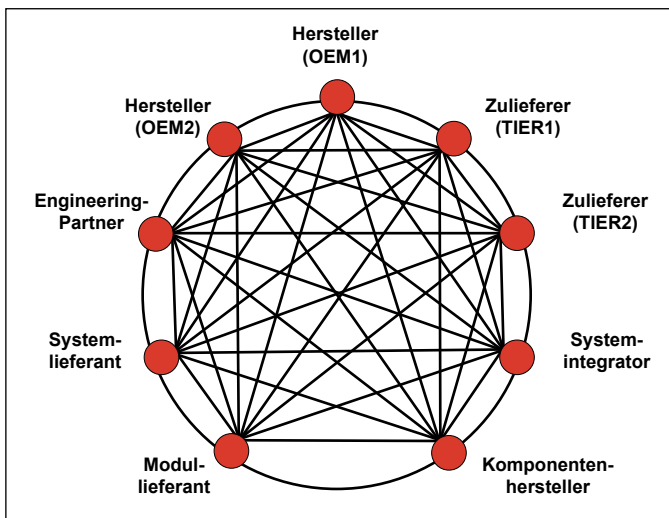 Hersteller
(OEM1)
Hersteller
(OEM2)
Zulieferer
(TIER1)
Engineering-
Partner
Zulieferer
(TIER2)
System-
lieferant
System-
integrator
Modul-
lieferant
Komponenten-
hersteller